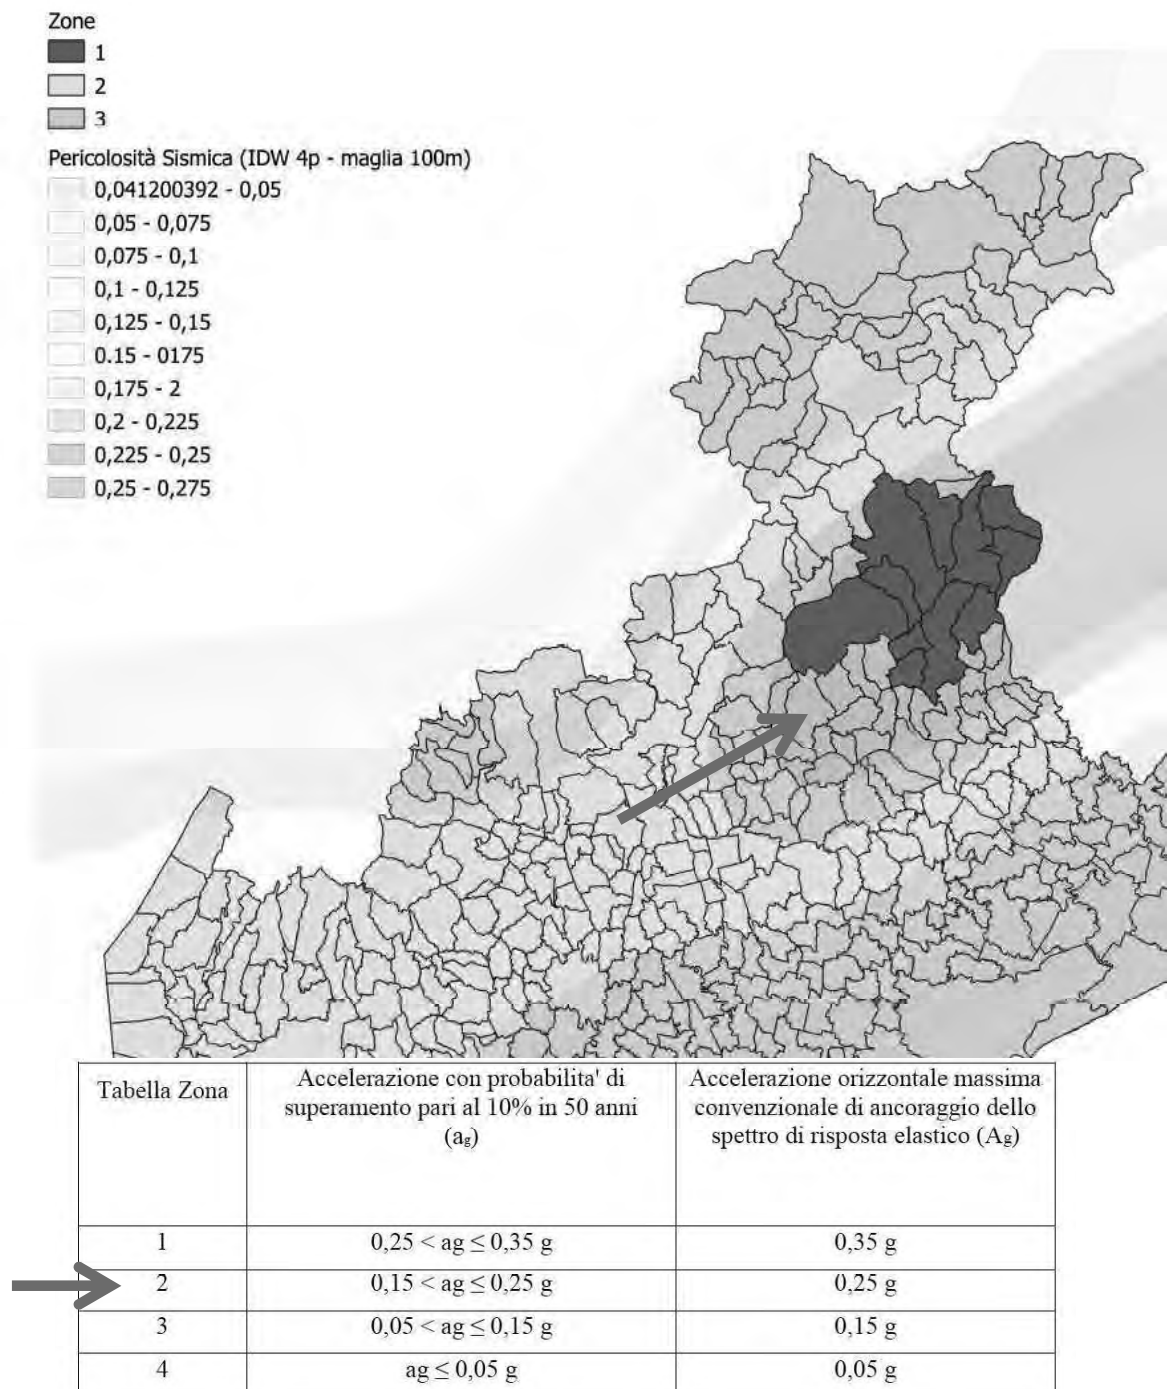 Zone
1
2
3
Pericolosità Sismica (IDW 4p - maglia 100m)
0,041200392 - 0,05
0,05 - 0,075
0,075 - 0,1
0,1 - 0,125
0,125 - 0,15
0.15 - 0175
0,175 - 2
0,2 - 0,225
0,225 - 0,25
0,25 - 0,275
Tabella Zona
Accelerazione con probabilita' di
superamento pari al 10% in 50 anni
(ag)
Accelerazione orizzontale massima
convenzionale di ancoraggio dello
spettro di risposta elastico (Ag)
1 0,25 < ag ≤ 0,35 g 0,35 g
2 0,15 < ag ≤ 0,25 g 0,25 g
3 0,05 < ag ≤ 0,15 g 0,15 g
4 ag ≤ 0,05 g 0,05 g